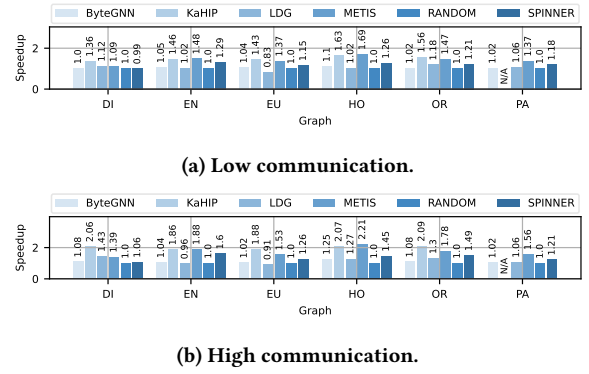 ByteGNN KaHIP LDG METIS RANDOM SPINNER
Speedup
2
0
1.0 1.36 1.12 1.09 1.0 0.99
1.05 1.46 1.02 1.48 1.0 1.29
1.04 1.43 0.83 1.37 1.0 1.15
1.1 1.63 1.02 1.69 1.0 1.26
1.02 1.56 1.18 1.47 1.0 1.21
1.02 N/A 1.06 1.37 1.0 1.18
DI EN EU HO OR PA
Graph
(a) Low communication.
ByteGNN KaHIP LDG METIS RANDOM SPINNER
Speedup
2
0
1.08 2.06 1.43 1.39 1.0 1.06
1.04 1.86 0.96 1.88 1.0 1.6
1.02 1.88 0.91 1.53 1.0 1.26
1.25 2.07 1.27 2.21 1.0 1.45
1.08 2.09 1.3 1.78 1.0 1.49
1.02 N/A 1.06 1.56 1.0 1.21
DI EN EU HO OR PA
Graph
(b) High communication.